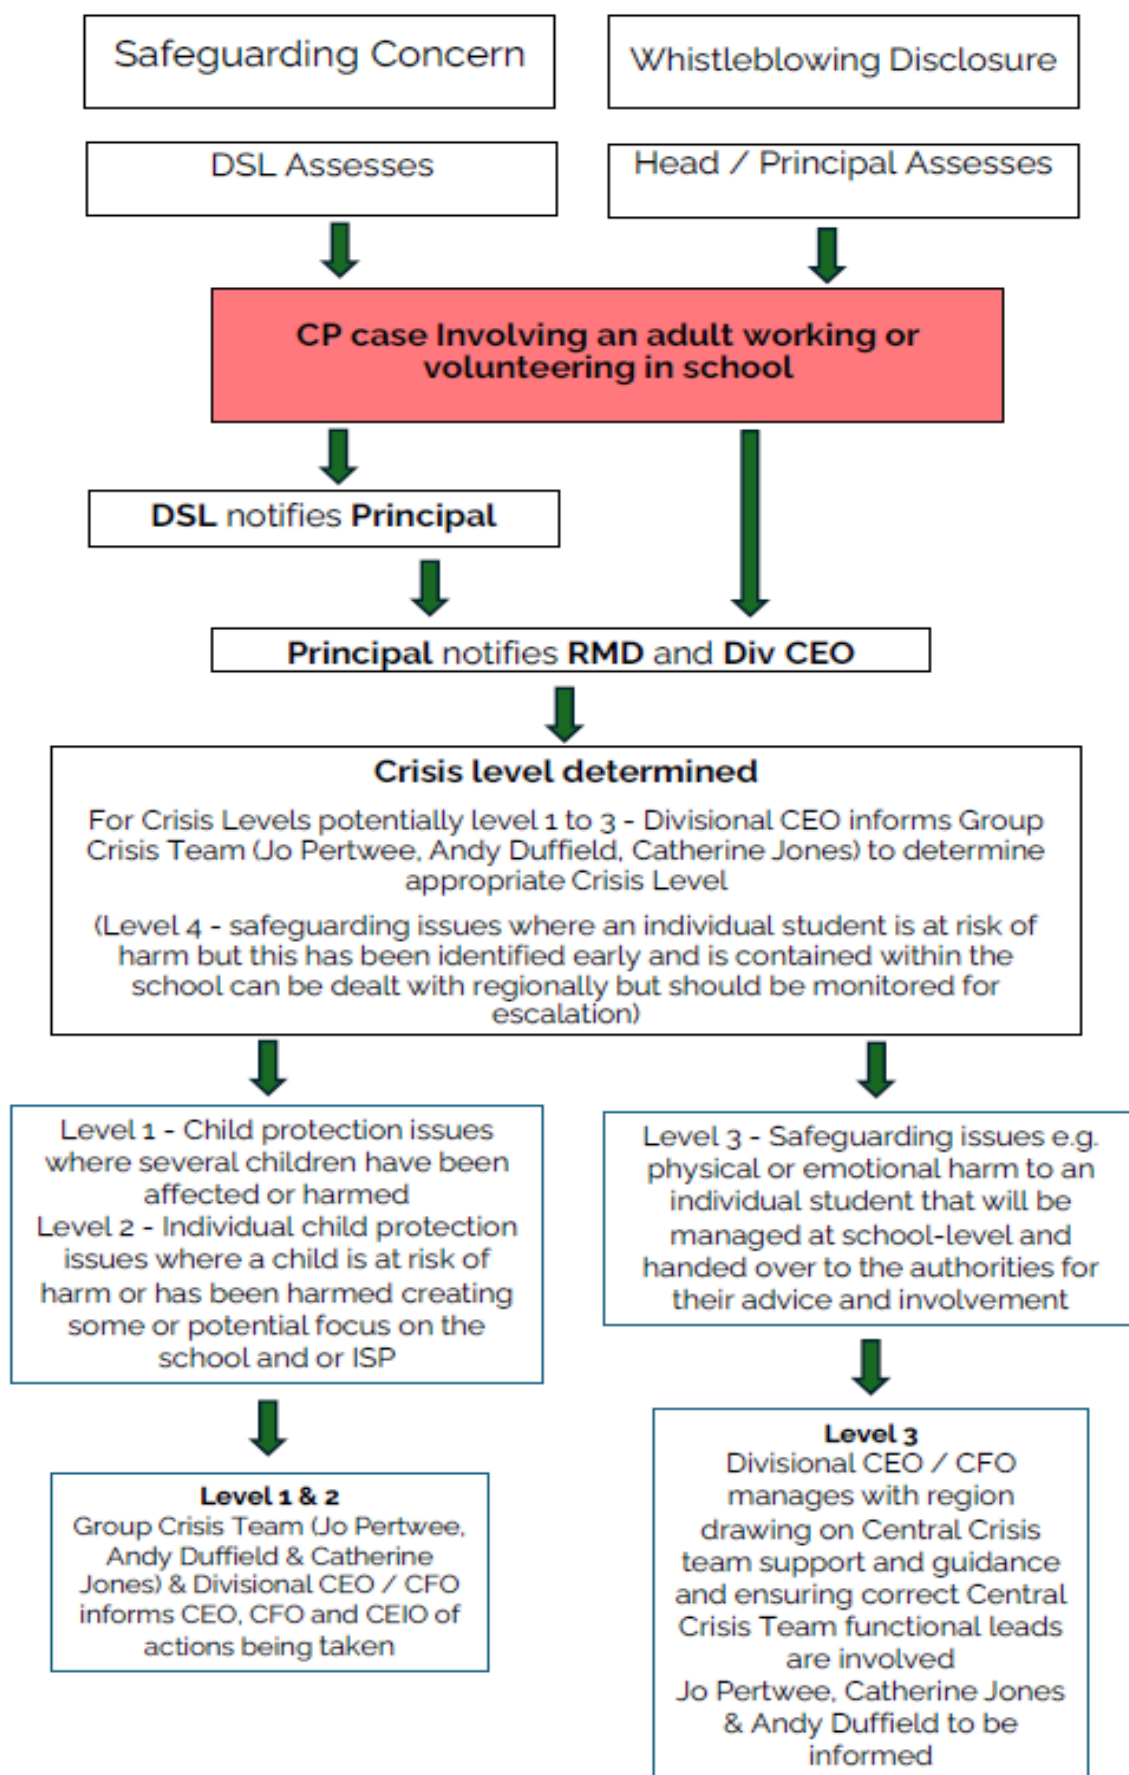 Safeguarding Concern
Whistleblowing Disclosure
DSL Assesses
Head / Principal Assesses
CP case Involving an adult working or
volunteering in school
DSL notifies Principal
Principal notifies RMD and Div CEO
Crisis level determined
For Crisis Levels potentially level 1 to 3 - Divisional CEO informs Group
Crisis Team (Jo Pertwee, Andy Duffield, Catherine Jones) to determine
appropriate Crisis Level
(Level 4 - safeguarding issues where an individual student is at risk of
harm but this has been identified early and is contained within the
school can be dealt with regionally but should be monitored for
escalation)
Level 1 - Child protection issues
where several children have been
affected or harmed
Level 2 - Individual child protection
issues where a child is at risk of
harm or has been harmed creating
some or potential focus on the
school and or ISP
Level 3 - Safeguarding issues e.g.
physical or emotional harm to an
individual student that will be
managed at school-level and
handed over to the authorities for
their advice and involvement
Level 1 & 2
Group Crisis Team (Jo Pertwee,
Andy Duffield & Catherine
Jones) & Divisional CEO / CFO
informs CEO, CFO and CEIO of
actions being taken
Level 3
Divisional CEO / CFO
manages with region
drawing on Central Crisis
team support and guidance
and ensuring correct Central
Crisis Team functional leads
are involved
Jo Pertwee, Catherine Jones
& Andy Duffield to be
informed